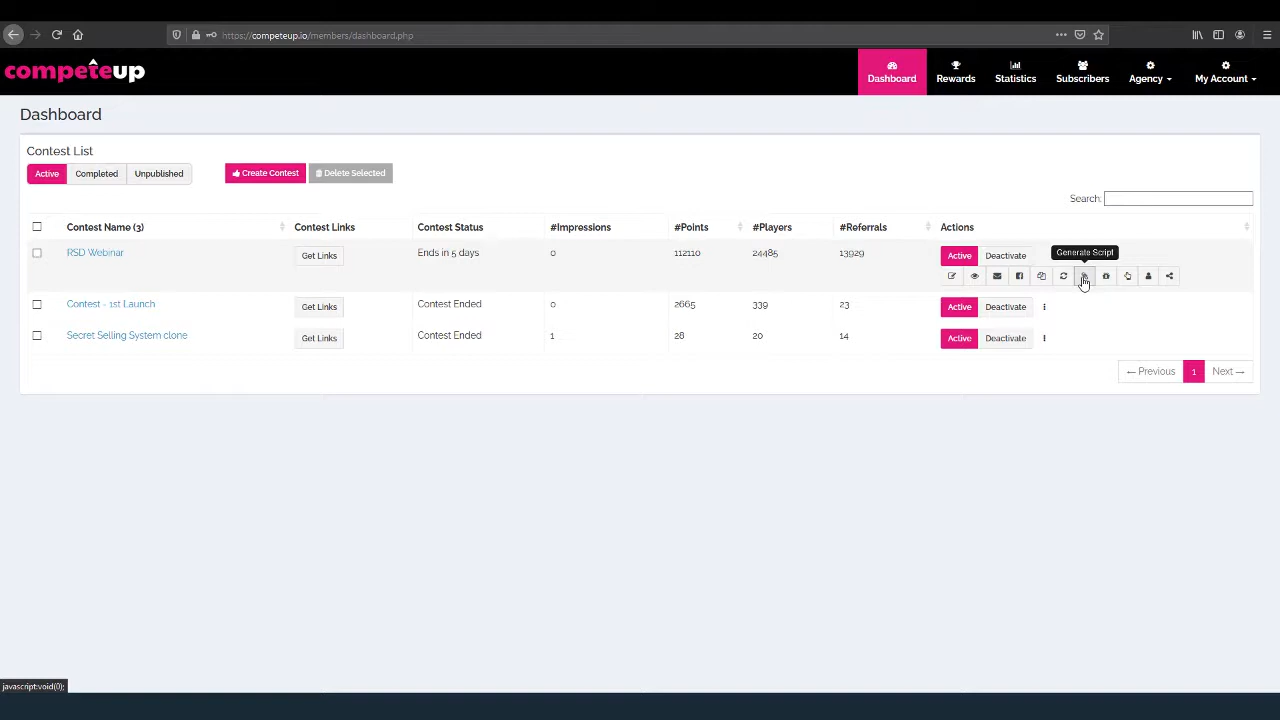 https://competeup.io/members/dashboard.php
competeup
Dashboard
Rewards
Statistics
Subscribers
Agency
My Account
Dashboard
Contest List
Active Completed Unpublished Create Contest Delete Selected
Search:
Contest Name (3) Contest Links Contest Status #Impressions #Points #Players #Referrals Actions
RSD Webinar Get Links Ends in 5 days 0 112110 24485 13929 Active Deactivate
Generate Script
Contest - 1st Launch Get Links Contest Ended 0 2665 339 23 Active Deactivate
Secret Selling System clone Get Links Contest Ended 1 28 20 14 Active Deactivate
← Previous 1 Next →
javascript:void(0);